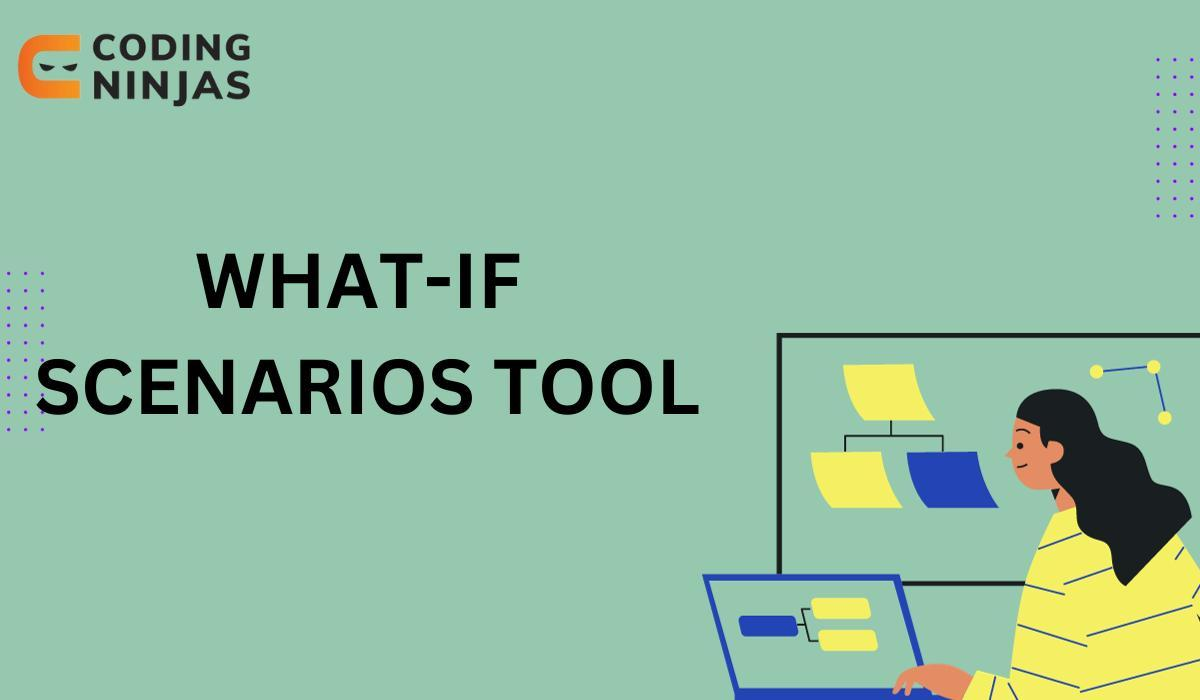 CODING
NINJAS
WHAT-IF
SCENARIOS TOOL